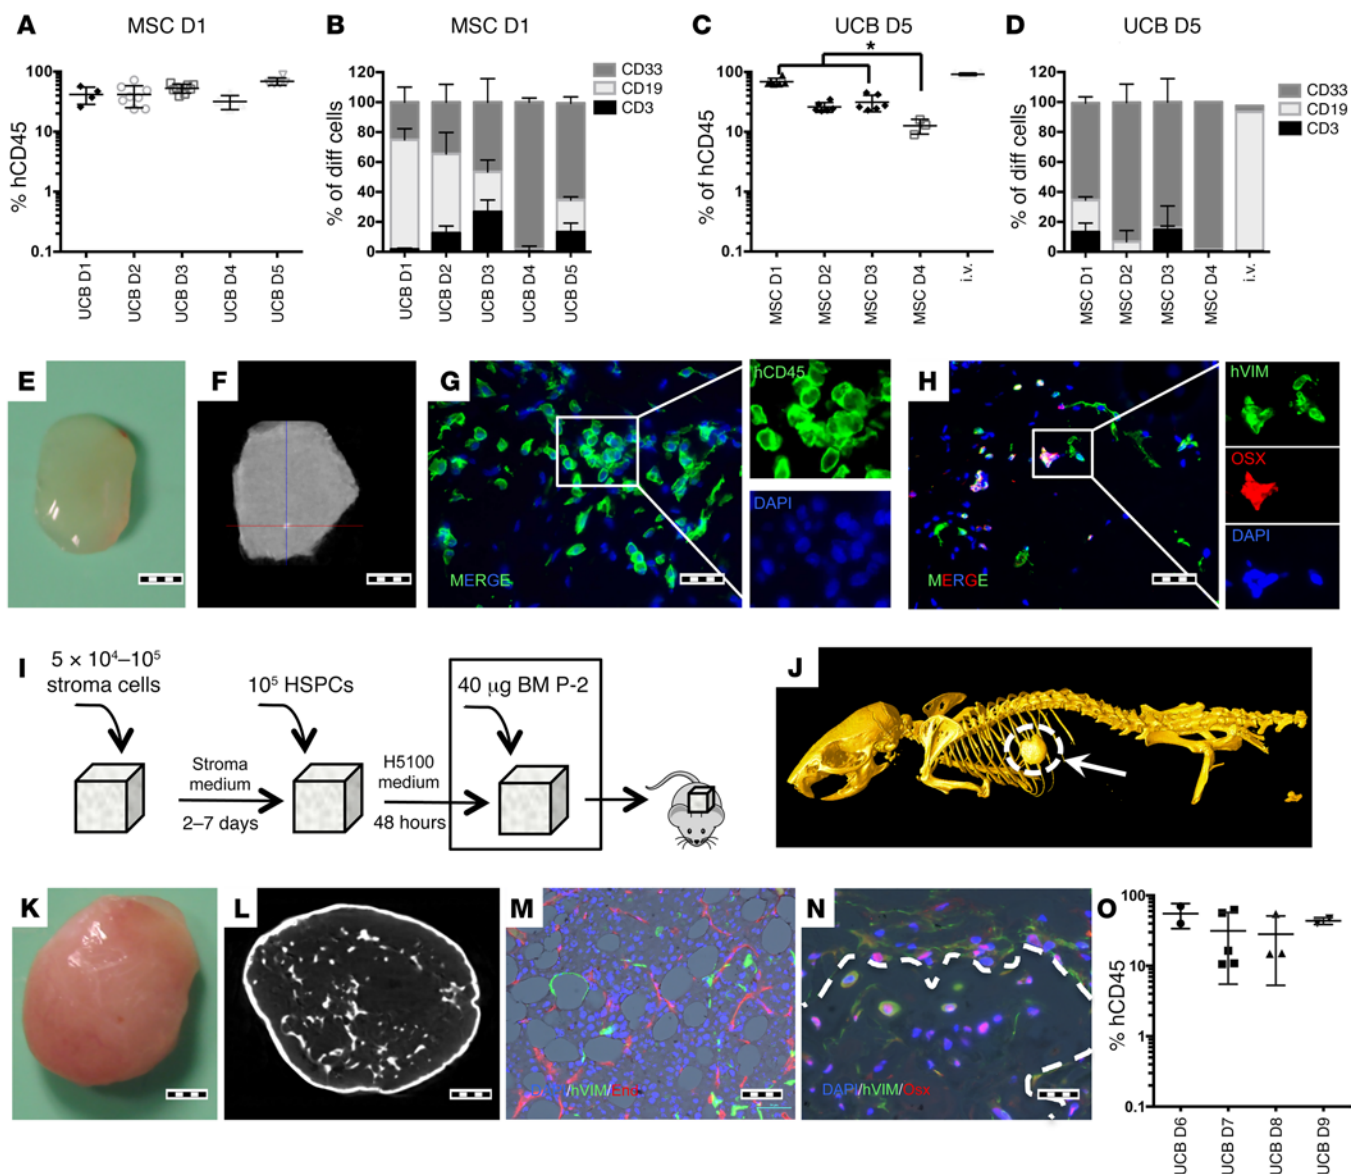 A
MSC D1
% hCD45
100
10
1
0.1
UCB D1
UCB D2
UCB D3
UCB D4
UCB D5
B
MSC D1
% of diff cells
120
100
80
60
40
20
0
UCB D1
UCB D2
UCB D3
UCB D4
UCB D5
CD33
CD19
CD3
C
UCB D5
% of hCD45
100
10
1
0.1
*
MSC D1
MSC D2
MSC D3
MSC D4
i.v.
D
UCB D5
% of diff cells
120
100
80
60
40
20
0
MSC D1
MSC D2
MSC D3
MSC D4
i.v.
CD33
CD19
CD3
E
F
G
MERGE
hCD45
DAPI
H
MERGE
hVIM
OSX
DAPI
I
5 × 10⁴–10⁵
stroma cells
Stroma
medium
2–7 days
10⁵ HSPCs
H5100
medium
48 hours
40 µg BM P-2
J
K
L
M
DAPI/hVIM/End
N
DAPI/hVIM/Osx
O
% hCD45
100
10
1
0.1
UCB D6
UCB D7
UCB D8
UCB D9